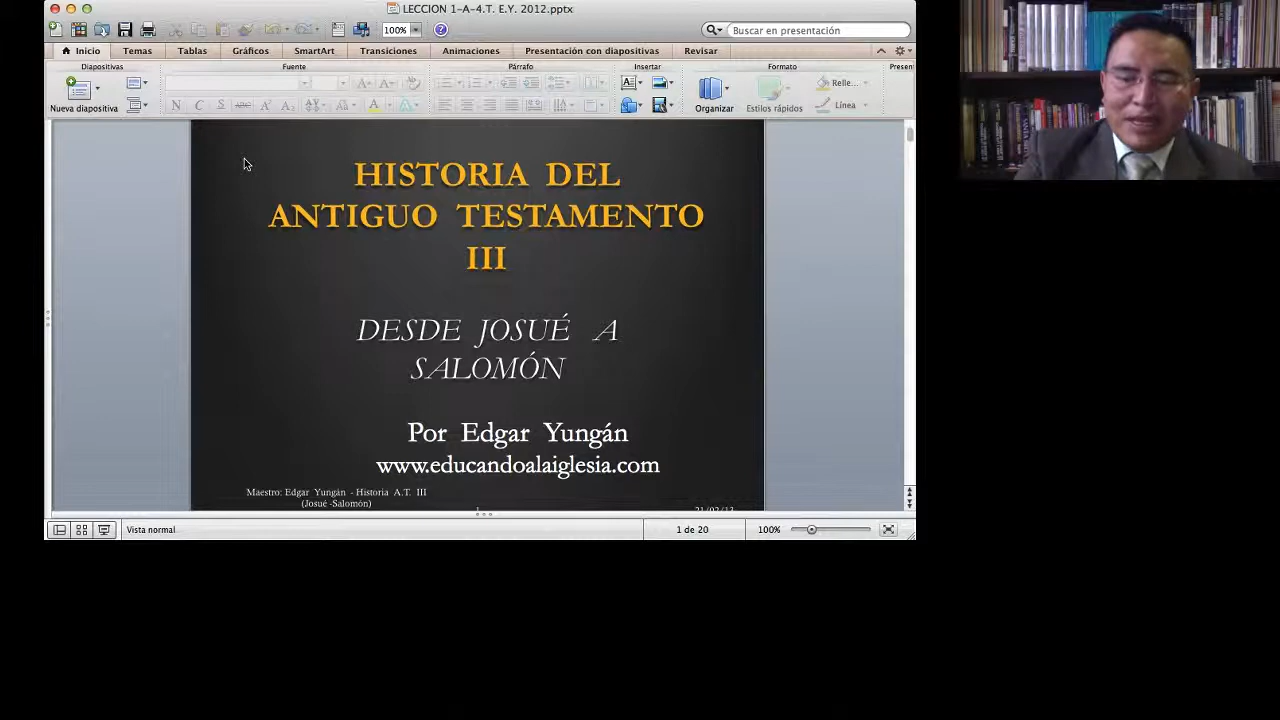 LECCION 1-A-4.T. E.Y. 2012.pptx
100%
Buscar en presentación
Inicio
Temas
Tablas
Gráficos
SmartArt
Transiciones
Animaciones
Presentación con diapositivas
Revisar
Diapositivas
Fuente
Párrafo
Insertar
Formato
Nueva diapositiva
Organizar
Estilos rápidos
Relle...
Línea
HISTORIA DEL
ANTIGUO TESTAMENTO
III
DESDE JOSUÉ A
SALOMÓN
Por Edgar Yungán
www.educandoalaiglesia.com
Maestro: Edgar Yungán - Historia A.T. III
(Josué -Salomón)
Vista normal
1 de 20
100%